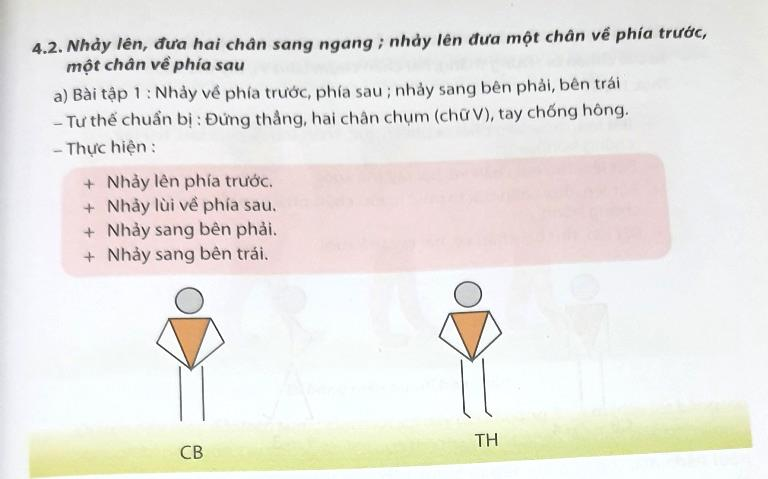 4.2. Nhảy lên, đưa hai chân sang ngang ; nhảy lên đưa một chân về phía trước,
một chân về phía sau
a) Bài tập 1 : Nhảy về phía trước, phía sau ; nhảy sang bên phải, bên trái
– Tư thế chuẩn bị : Đứng thẳng, hai chân chụm (chữ V), tay chống hông.
– Thực hiện :
+ Nhảy lên phía trước.
+ Nhảy lùi về phía sau.
+ Nhảy sang bên phải.
+ Nhảy sang bên trái.
CB TH